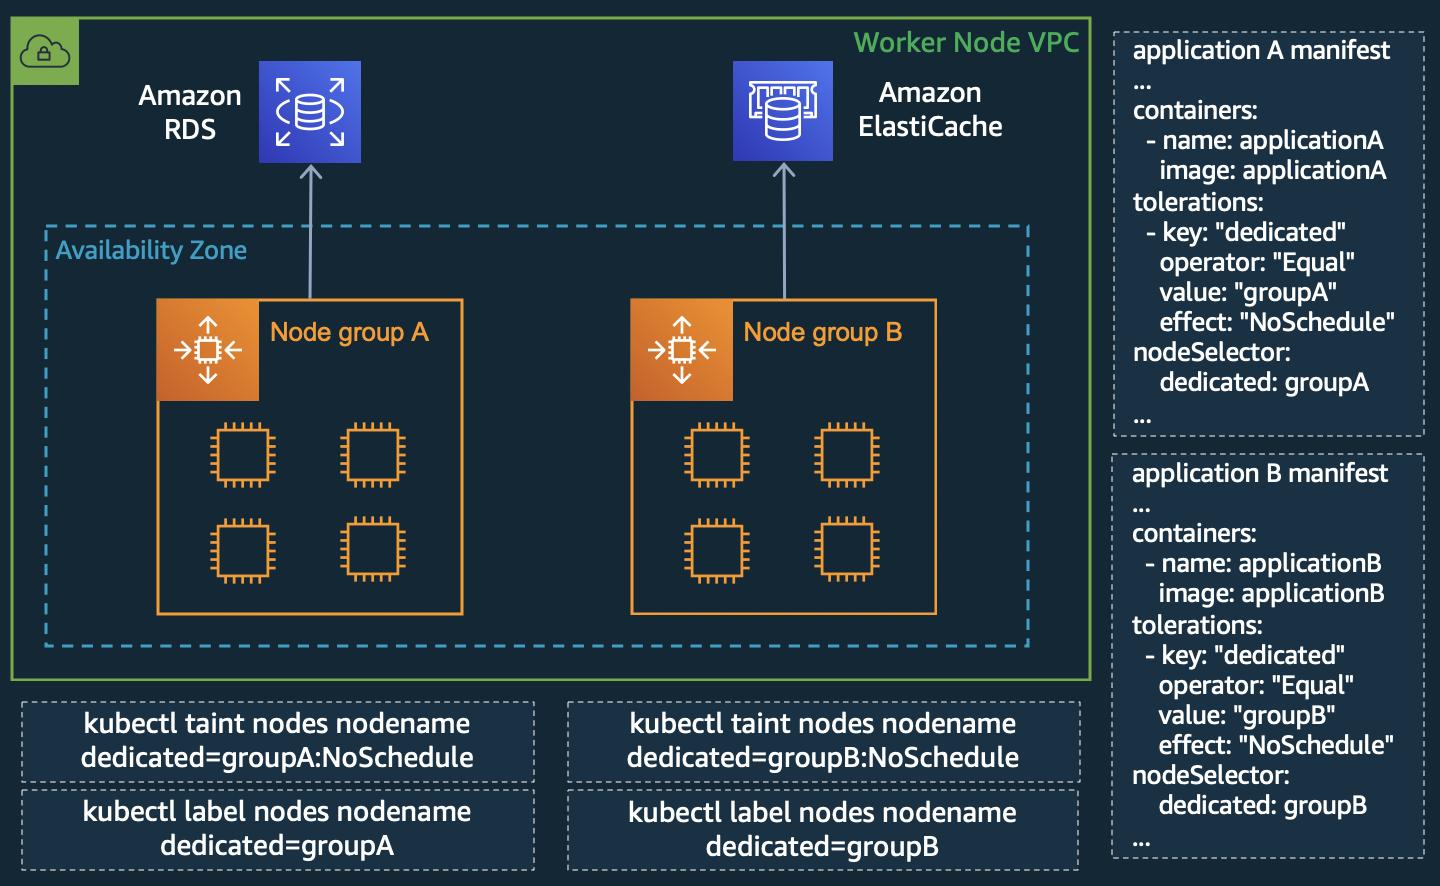 Worker Node VPC
Amazon
RDS
Amazon
ElastiCache
Availability Zone
Node group A
Node group B
kubectl taint nodes nodename
dedicated=groupA:NoSchedule
kubectl label nodes nodename
dedicated=groupA
kubectl taint nodes nodename
dedicated=groupB:NoSchedule
kubectl label nodes nodename
dedicated=groupB
application A manifest
...
containers:
- name: applicationA
image: applicationA
tolerations:
- key: "dedicated"
operator: "Equal"
value: "groupA"
effect: "NoSchedule"
nodeSelector:
dedicated: groupA
...
application B manifest
...
containers:
- name: applicationB
image: applicationB
tolerations:
- key: "dedicated"
operator: "Equal"
value: "groupB"
effect: "NoSchedule"
nodeSelector:
dedicated: groupB
...